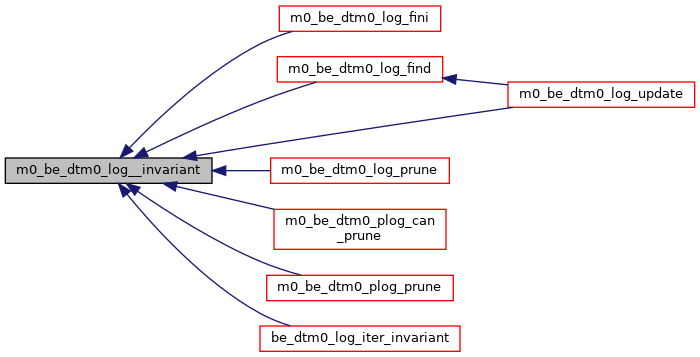 m0_be_dtm0_log_fini
m0_be_dtm0_log_find
m0_be_dtm0_log_update
m0_be_dtm0_log__invariant
m0_be_dtm0_log_prune
m0_be_dtm0_plog_can
_prune
m0_be_dtm0_plog_prune
be_dtm0_log_iter_invariant